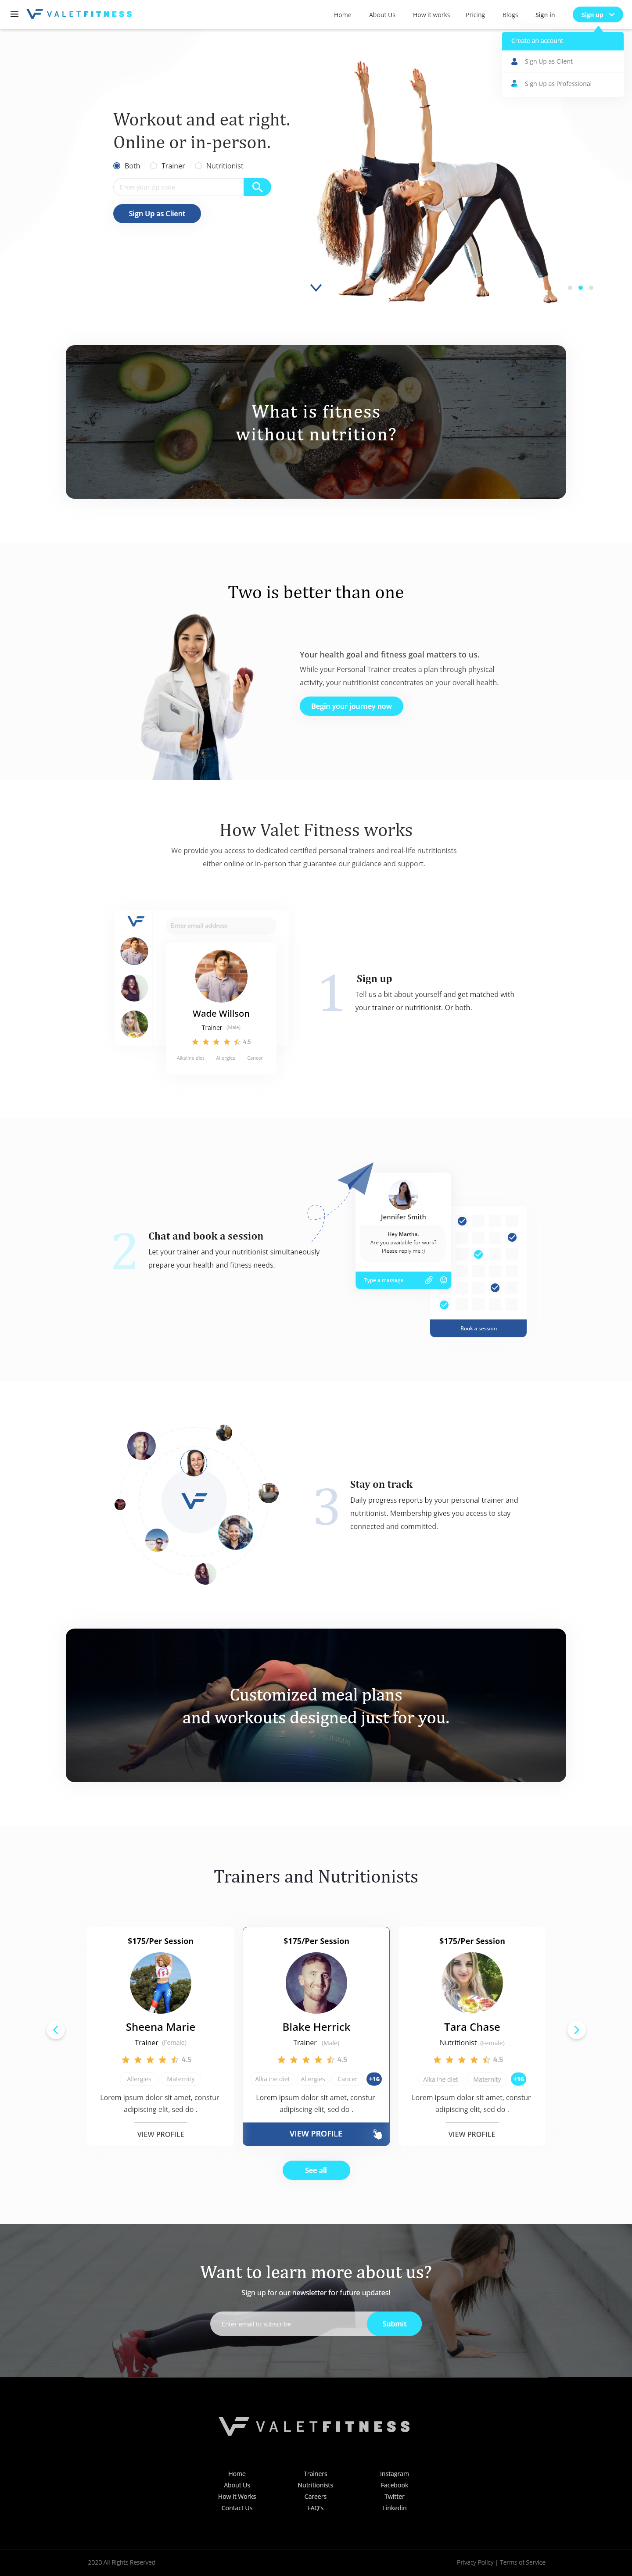 VALETFITNESS
Home
About Us
How it works
Pricing
Blogs
Sign in
Sign up
Create an account
Sign Up as Client
Sign Up as Professional
Workout and eat right.
Online or in-person.
Both
Trainer
Nutritionist
Enter your zip code
Sign Up as Client
What is fitness
without nutrition?
Two is better than one
Your health goal and fitness goal matters to us.
While your Personal Trainer creates a plan through physical
activity, your nutritionist concentrates on your overall health.
Begin your journey now
How Valet Fitness works
We provide you access to dedicated certified personal trainers and real-life nutritionists
either online or in-person that guarantee our guidance and support.
Enter email address
Wade Willson
Trainer (Male)
4.5
Alkaline diet Allergies Cancer
1
Sign up
Tell us a bit about yourself and get matched with
your trainer or nutritionist. Or both.
2
Chat and book a session
Let your trainer and your nutritionist simultaneously
prepare your health and fitness needs.
Jennifer Smith
Hey Martha.
Are you available for work?
Please reply me :)
Type a massage
Book a session
3
Stay on track
Daily progress reports by your personal trainer and
nutritionist. Membership gives you access to stay
connected and committed.
Customized meal plans
and workouts designed just for you.
Trainers and Nutritionists
$175/Per Session
Sheena Marie
Trainer (Female)
4.5
Allergies Maternity
Lorem ipsum dolor sit amet, constur
adipiscing elit, sed do .
VIEW PROFILE
$175/Per Session
Blake Herrick
Trainer (Male)
4.5
Alkaline diet Allergies Cancer +16
Lorem ipsum dolor sit amet, constur
adipiscing elit, sed do .
VIEW PROFILE
$175/Per Session
Tara Chase
Nutritionist (Female)
4.5
Alkaline diet Maternity +16
Lorem ipsum dolor sit amet, constur
adipiscing elit, sed do .
VIEW PROFILE
See all
Want to learn more about us?
Sign up for our newsletter for future updates!
Enter email to subscribe
Submit
VALETFITNESS
Home
About Us
How it Works
Contact Us
Trainers
Nutritionists
Careers
FAQ's
Instagram
Facebook
Twitter
Linkedin
2020 All Rights Reserved
Privacy Policy | Terms of Service